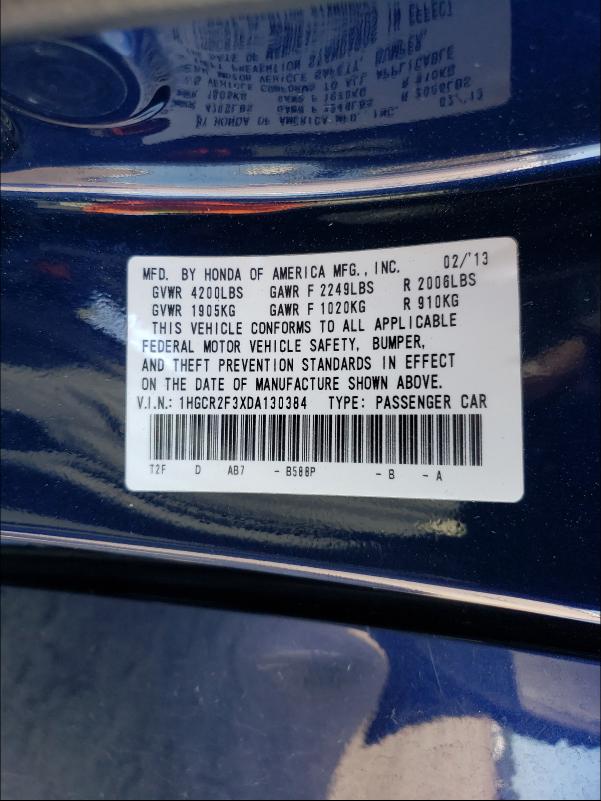 MFD. BY HONDA OF AMERICA MFG., INC. 02/'13
GVWR 4200LBS GAWR F 2249LBS R 2006LBS
GVWR 1905KG GAWR F 1020KG R 910KG
THIS VEHICLE CONFORMS TO ALL APPLICABLE
FEDERAL MOTOR VEHICLE SAFETY, BUMPER,
AND THEFT PREVENTION STANDARDS IN EFFECT
ON THE DATE OF MANUFACTURE SHOWN ABOVE.
V.I.N.: 1HGCR2F3XDA130384 TYPE: PASSENGER CAR
T2F D AB7 - B588P - B - A